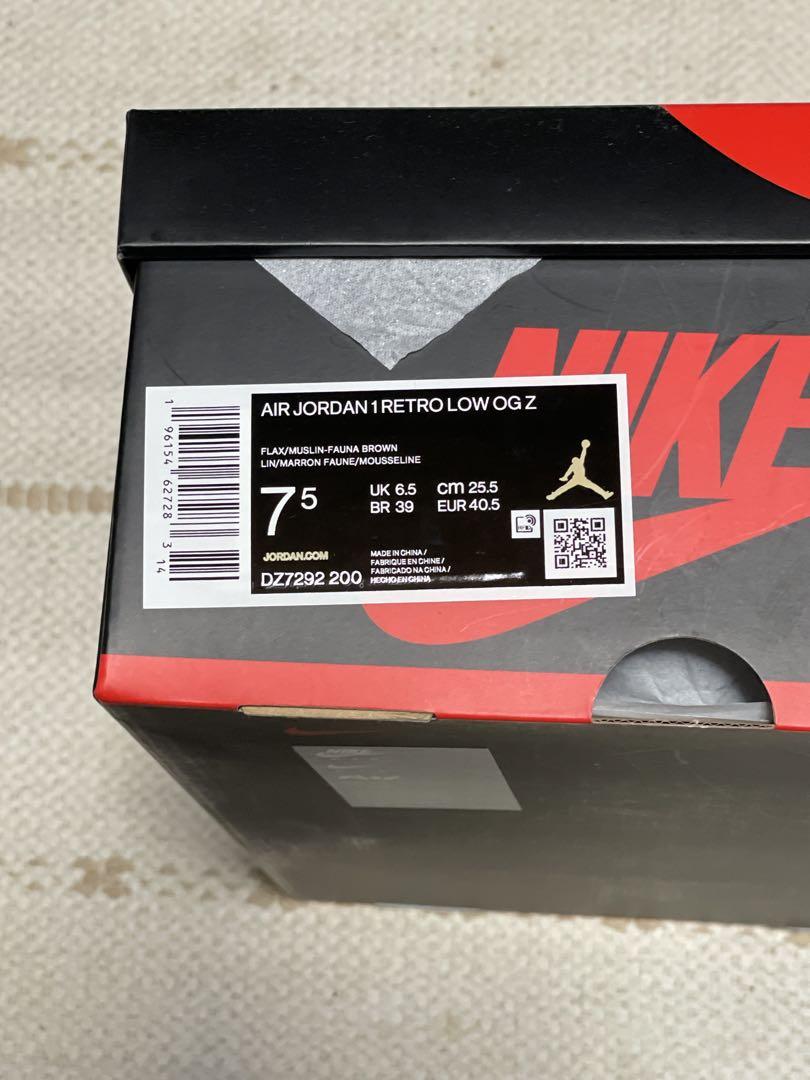 NIKE
AIR JORDAN 1 RETRO LOW OG Z
FLAX/MUSLIN-FAUNA BROWN
LIN/MARRON FAUNE/MOUSSELINE
7⁵
UK 6.5
cm 25.5
BR 39
EUR 40.5
JORDAN.COM
DZ7292 200
MADE IN CHINA /
FABRIQUE EN CHINE /
FABRICADO NA CHINA /
HECHO EN CHINA
1 96154 62728 3 14
NIKE